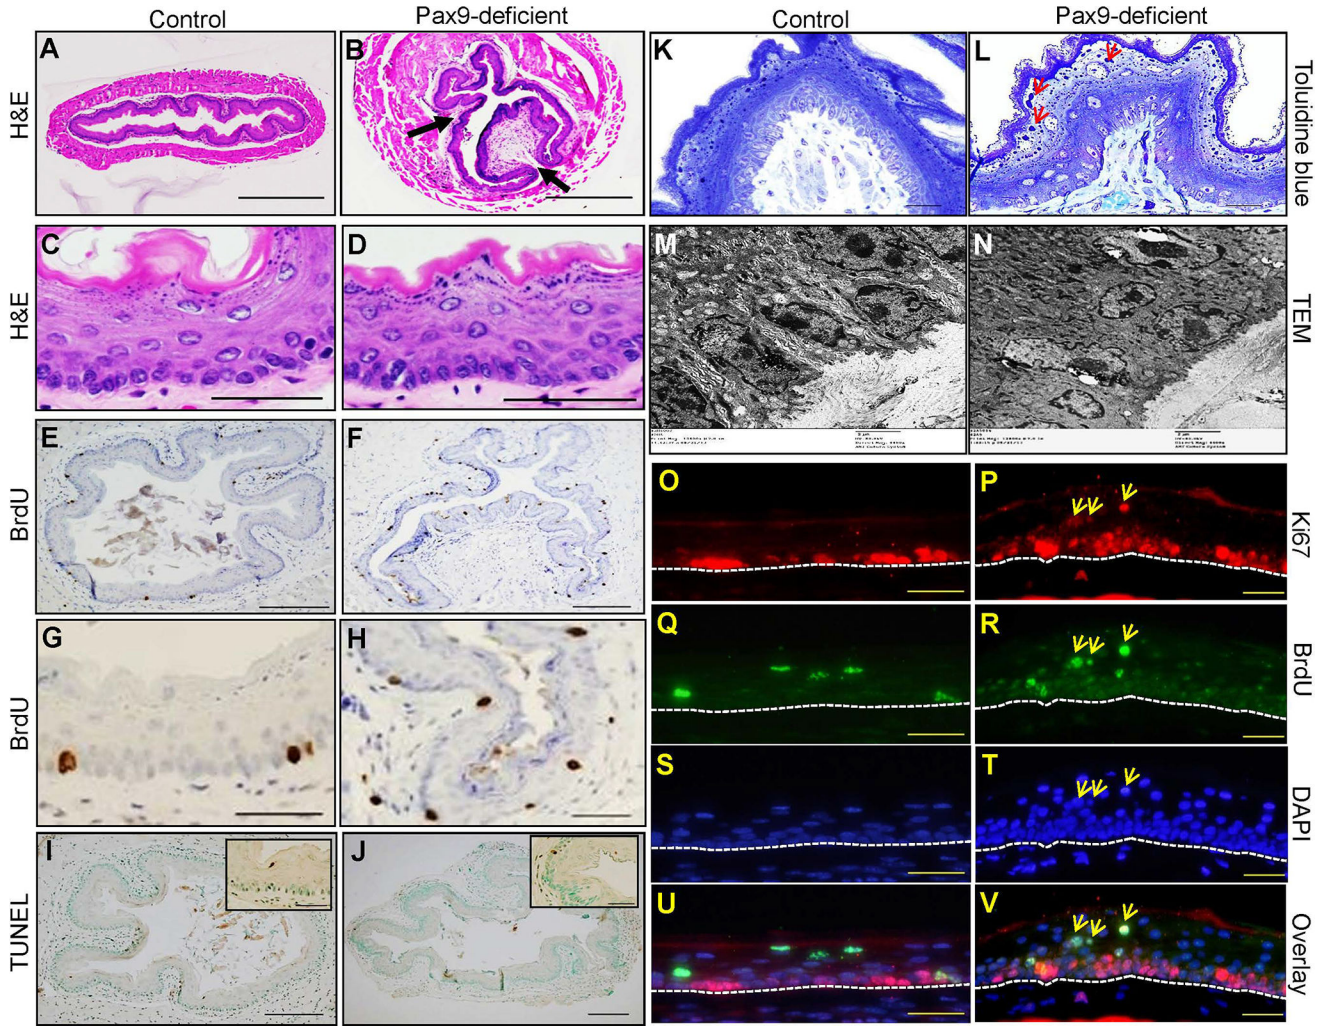 Control
Pax9-deficient
Control
Pax9-deficient
A
B
K
L
H&E
Toluidine blue
C
D
M
N
H&E
TEM
E
F
BrdU
O
P
Ki67
G
H
BrdU
Q
R
BrdU
I
J
TUNEL
S
T
DAPI
U
V
Overlay